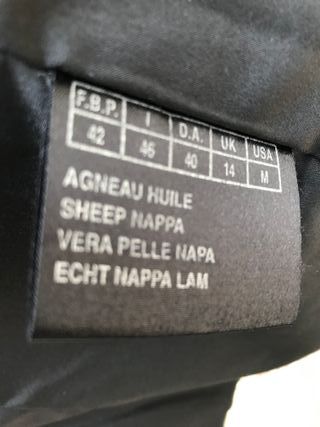 F.B.P. I D.A. UK USA
42 46 40 14 M
AGNEAU HUILE
SHEEP NAPPA
VERA PELLE NAPA
ECHT NAPPA LAM